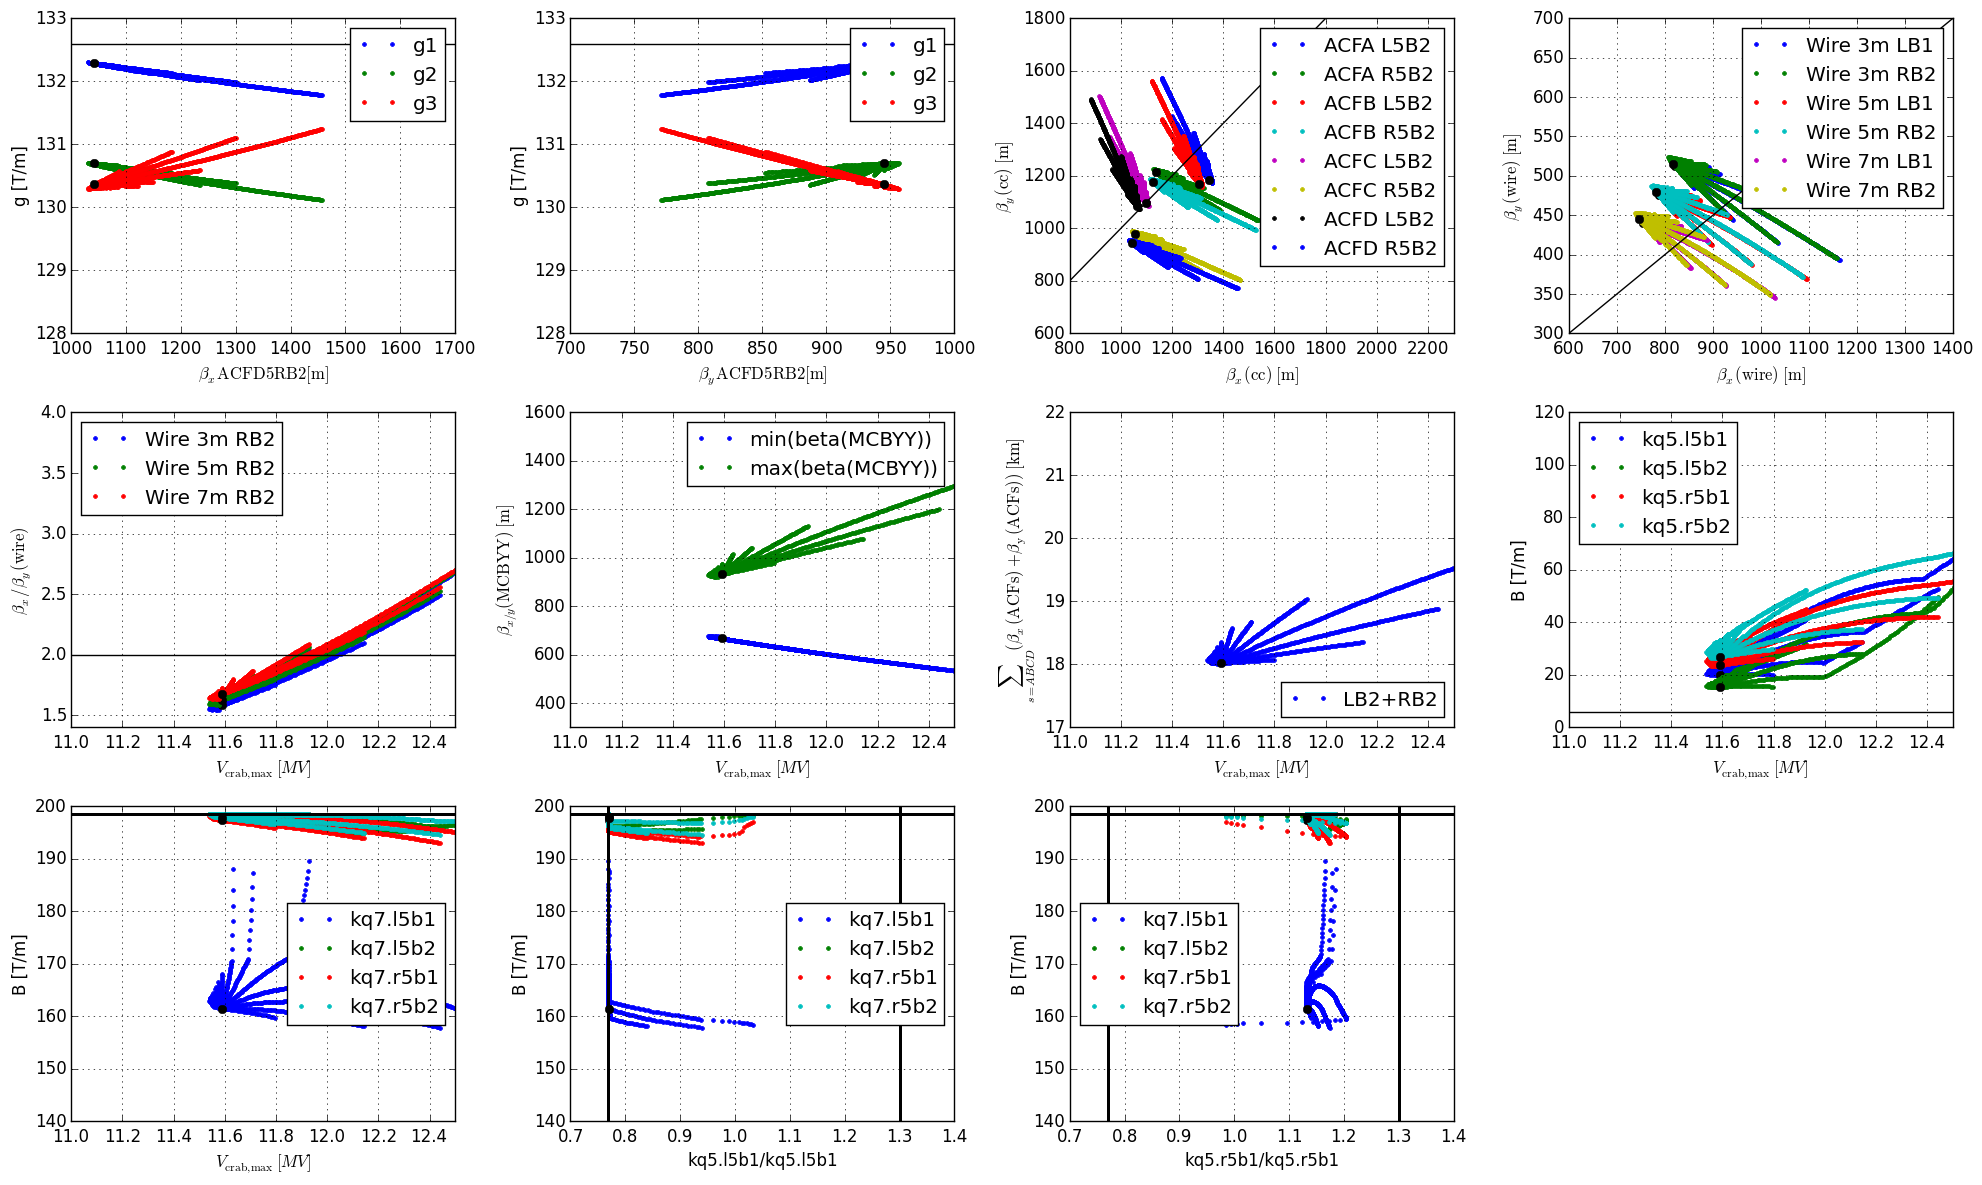 133
132
131
130
129
128
g [T/m]
g1
g2
g3
1000 1100 1200 1300 1400 1500 1600 1700
βx ACFD5RB2[m]
133
132
131
130
129
128
g [T/m]
g1
g2
g3
700 750 800 850 900 950 1000
βy ACFD5RB2[m]
1800
1600
1400
1200
1000
800
600
βy(cc) [m]
ACFA L5B2
ACFA R5B2
ACFB L5B2
ACFB R5B2
ACFC L5B2
ACFC R5B2
ACFD L5B2
ACFD R5B2
800 1000 1200 1400 1600 1800 2000 2200
βx(cc) [m]
700
650
600
550
500
450
400
350
300
βy(wire) [m]
Wire 3m LB1
Wire 3m RB2
Wire 5m LB1
Wire 5m RB2
Wire 7m LB1
Wire 7m RB2
600 700 800 900 1000 1100 1200 1300 1400
βx(wire) [m]
4.0
3.5
3.0
2.5
2.0
1.5
βx/βy(wire)
Wire 3m RB2
Wire 5m RB2
Wire 7m RB2
11.0 11.2 11.4 11.6 11.8 12.0 12.2 12.4
Vcrab,max [MV]
1600
1400
1200
1000
800
600
400
βx/y(MCBYY) [m]
min(beta(MCBYY))
max(beta(MCBYY))
11.0 11.2 11.4 11.6 11.8 12.0 12.2 12.4
Vcrab,max [MV]
22
21
20
19
18
17
∑s=ABCD(βx(ACFs)+βy(ACFs)) [km]
LB2+RB2
11.0 11.2 11.4 11.6 11.8 12.0 12.2 12.4
Vcrab,max [MV]
120
100
80
60
40
20
0
B [T/m]
kq5.l5b1
kq5.l5b2
kq5.r5b1
kq5.r5b2
11.0 11.2 11.4 11.6 11.8 12.0 12.2 12.4
Vcrab,max [MV]
200
190
180
170
160
150
140
B [T/m]
kq7.l5b1
kq7.l5b2
kq7.r5b1
kq7.r5b2
11.0 11.2 11.4 11.6 11.8 12.0 12.2 12.4
Vcrab,max [MV]
200
190
180
170
160
150
140
B [T/m]
kq7.l5b1
kq7.l5b2
kq7.r5b1
kq7.r5b2
0.7 0.8 0.9 1.0 1.1 1.2 1.3 1.4
kq5.l5b1/kq5.l5b1
200
190
180
170
160
150
140
B [T/m]
kq7.l5b1
kq7.l5b2
kq7.r5b1
kq7.r5b2
0.7 0.8 0.9 1.0 1.1 1.2 1.3 1.4
kq5.r5b1/kq5.r5b1